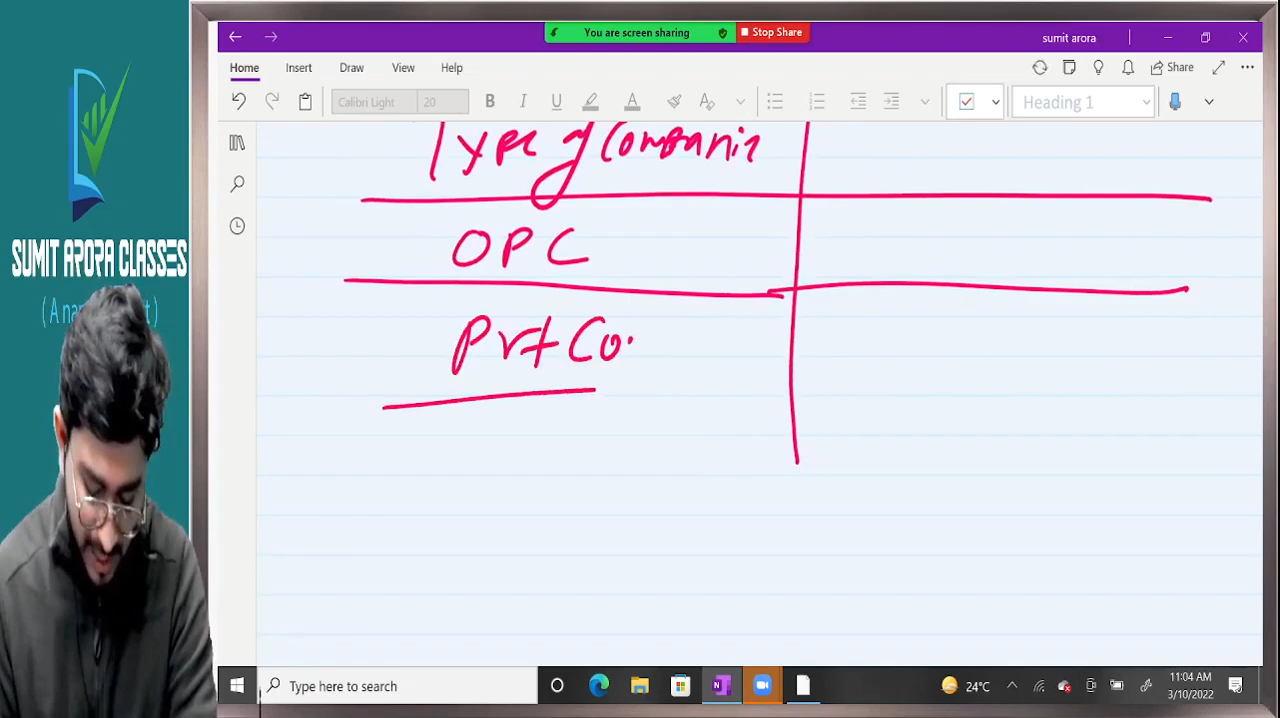 You are screen sharing
Stop Share
sumit arora
Home Insert Draw View Help
Share
Calibri Light 20 B I U A
Heading 1
Type of Companie
OPC
Pvt Co.
SUMIT ARORA CLASSES
Type here to search
24°C
11:04 AM
3/10/2022